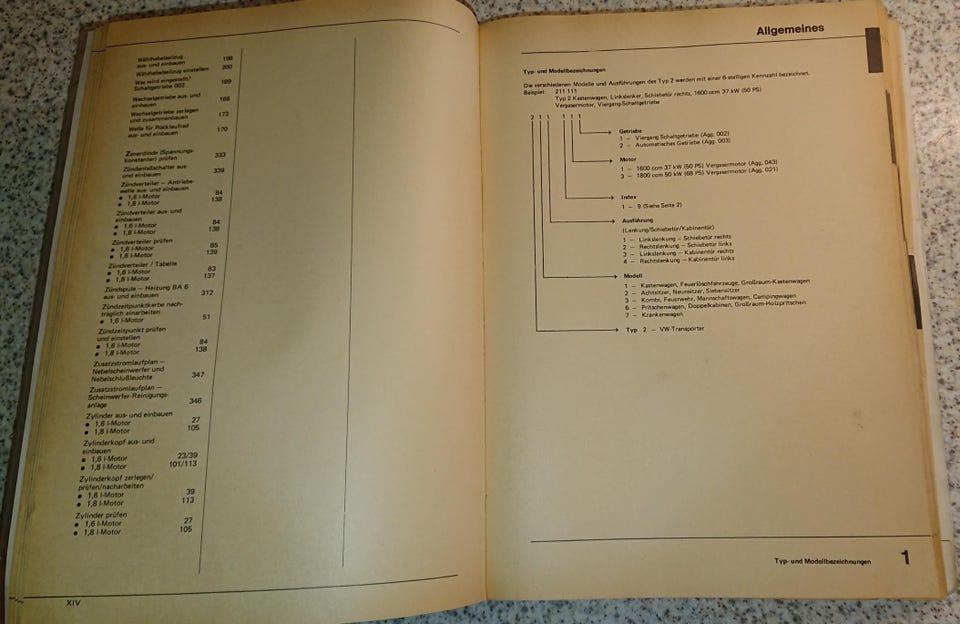 Wählhebelzug
aus- und einbauen 198
Wählhebelzug einstellen 200
Was wird eingestellt?
Schaltgetriebe 002 189
Wechselgetriebe aus- und
einbauen 168
Wechselgetriebe zerlegen
und zusammenbauen 172
Welle für Rücklaufrad
aus- und einbauen 170
Zenerdiode (Spannungs-
konstanter) prüfen 333
Zündanlaßschalter aus
und einbauen 339
Zündverteiler – Antriebs-
welle aus- und einbauen
● 1,6 l-Motor 84
● 1,8 l-Motor 138
Zündverteiler aus- und
einbauen
● 1,6 l-Motor 84
● 1,8 l-Motor 138
Zündverteiler prüfen
● 1,6 l-Motor 85
● 1,8 l-Motor 139
Zündverteiler / Tabelle
● 1,6 l-Motor 83
● 1,8 l-Motor 137
Zündspule – Heizung BA 6
aus- und einbauen 312
Zündzeitpunktkerbe nach-
träglich einarbeiten
● 1,6 l-Motor 51
Zündzeitpunkt prüfen
und einstellen
● 1,6 l-Motor 84
● 1,8 l-Motor 138
Zusatzstromlaufplan –
Nebelscheinwerfer und
Nebelschlußleuchte 347
Zusatzstromlaufplan –
Scheinwerfer-Reinigungs-
anlage 346
Zylinder aus- und einbauen
● 1,6 l-Motor 27
● 1,8 l-Motor 105
Zylinderkopf aus- und
einbauen
● 1,6 l-Motor 23/39
● 1,8 l-Motor 101/113
Zylinderkopf zerlegen/
prüfen/nacharbeiten
● 1,6 l-Motor 39
● 1,8 l-Motor 113
Zylinder prüfen
● 1,6 l-Motor 27
● 1,8 l-Motor 105
XIV
Allgemeines
Typ- und Modellbezeichnungen
Die verschiedenen Modelle und Ausführungen des Typ 2 werden mit einer 6-stelligen Kennzahl bezeichnet.
Beispiel: 211 111
Typ 2 Kastenwagen, Linkslenker, Schiebetür rechts, 1600 ccm 37 kW (50 PS)
Vergasermotor, Viergang-Schaltgetriebe
2 1 1 1 1 1
Getriebe
1 – Viergang Schaltgetriebe (Agg. 002)
2 – Automatisches Getriebe (Agg. 003)
Motor
1 – 1600 ccm 37 kW (50 PS) Vergasermotor (Agg. 043)
3 – 1800 ccm 50 kW (68 PS) Vergasermotor (Agg. 021)
Index
1 – 9 (Siehe Seite 2)
Ausführung
(Lenkung/Schiebetür/Kabinentür)
1 – Linkslenkung – Schiebetür rechts
2 – Rechtslenkung – Schiebetür links
3 – Linkslenkung – Kabinentür rechts
4 – Rechtslenkung – Kabinentür links
Modell
1 – Kastenwagen, Feuerlöschfahrzeuge, Großraum-Kastenwagen
2 – Achtsitzer, Neunsitzer, Siebensitzer
3 – Kombi, Feuerwehr, Mannschaftswagen, Campingwagen
6 – Pritschenwagen, Doppelkabinen, Großraum-Holzpritschen
7 – Krankenwagen
Typ 2 – VW-Transporter
Typ- und Modellbezeichnungen 1